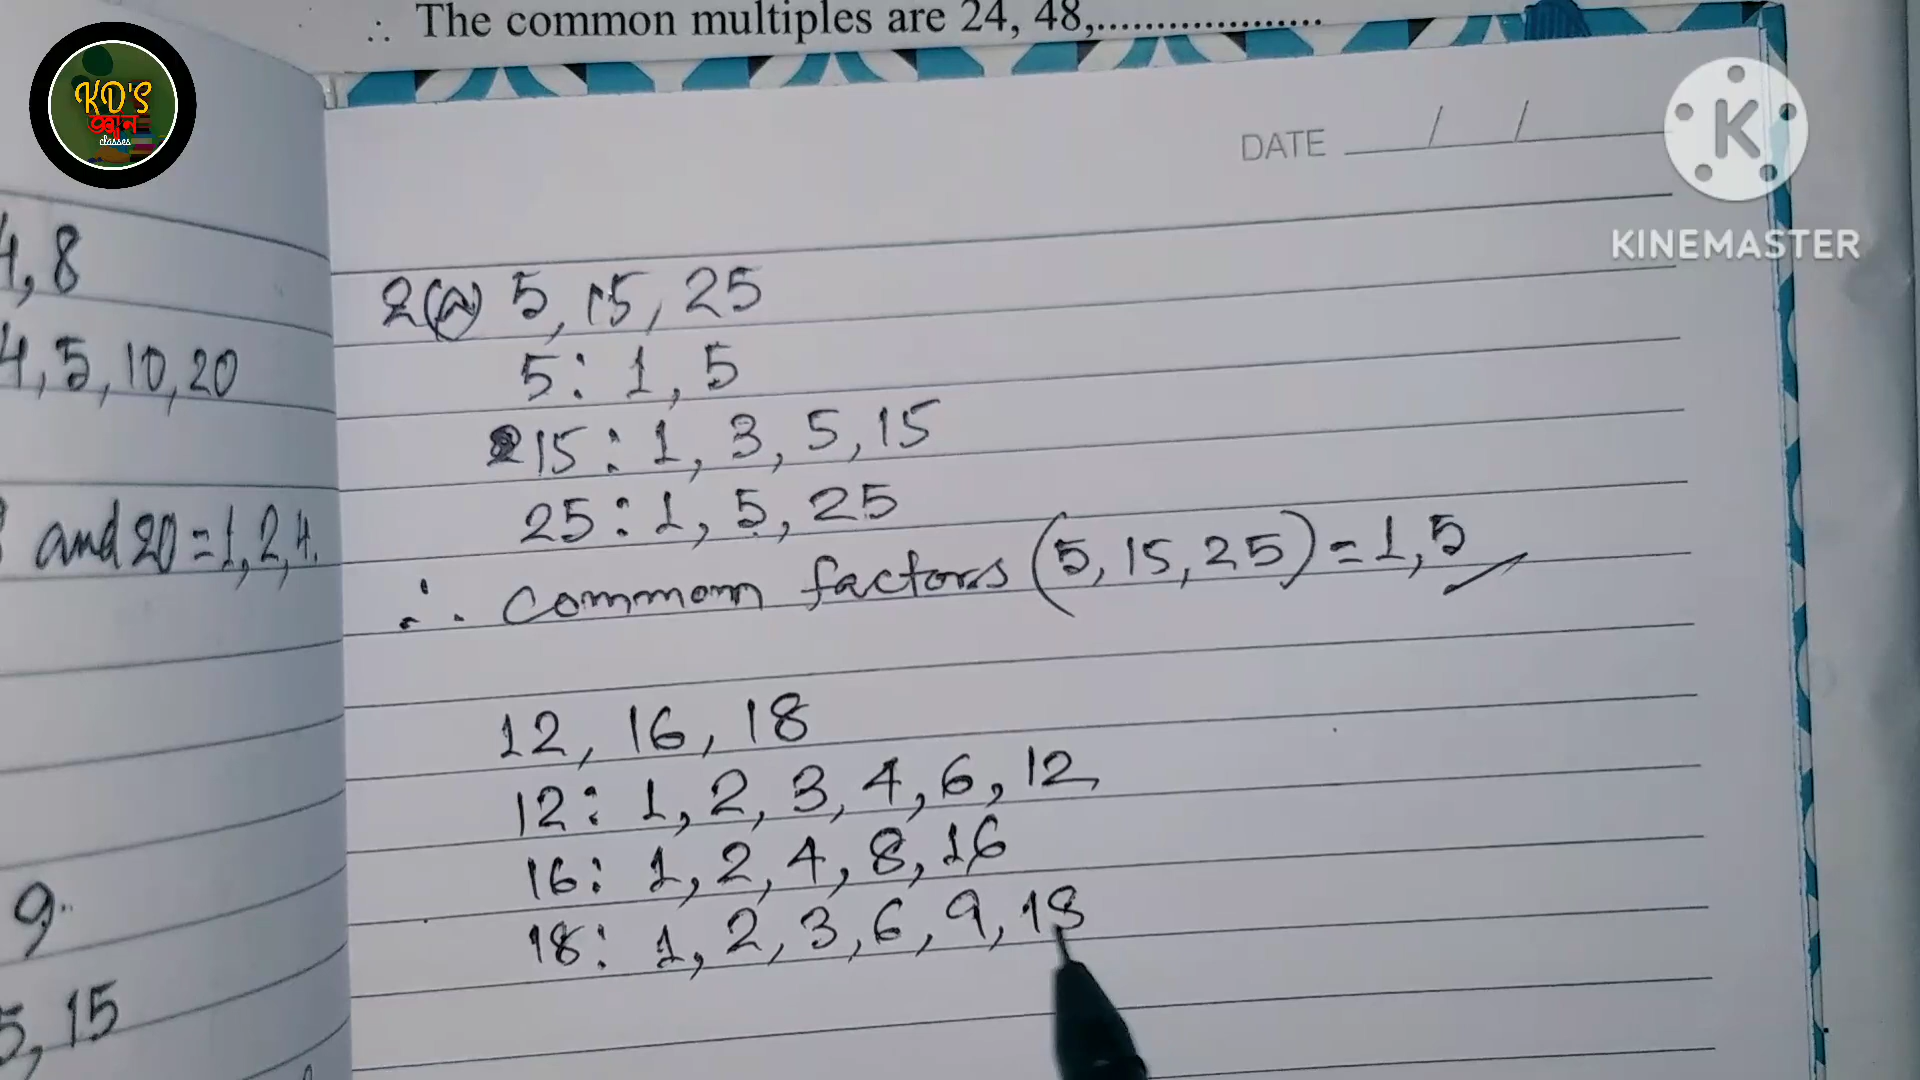 ∴ The common multiples are 24, 48,...................
KD'S
জ্ঞান
classes
DATE / /
KINEMASTER
4, 8
4, 5, 10, 20
and 20 = 1, 2, 4.
9
5, 15
2(a) 5, 15, 25
5: 1, 5
15: 1, 3, 5, 15
25: 1, 5, 25
∴ common factors (5, 15, 25) = 1, 5
12, 16, 18
12: 1, 2, 3, 4, 6, 12,
16: 1, 2, 4, 8, 16
18: 1, 2, 3, 6, 9, 18